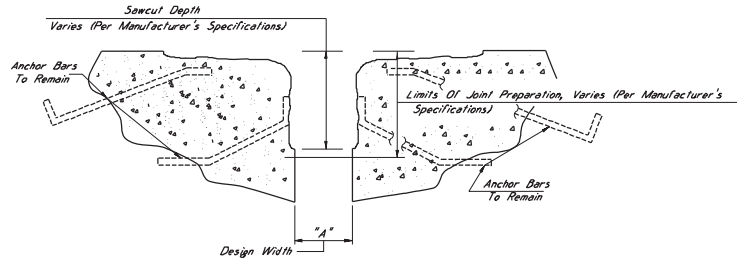 Sawcut Depth
Varies (Per Manufacturer's Specifications)
Anchor Bars
To Remain
Limits Of Joint Preparation, Varies (Per Manufacturer's
Specifications)
Anchor Bars
To Remain
"A"
Design Width